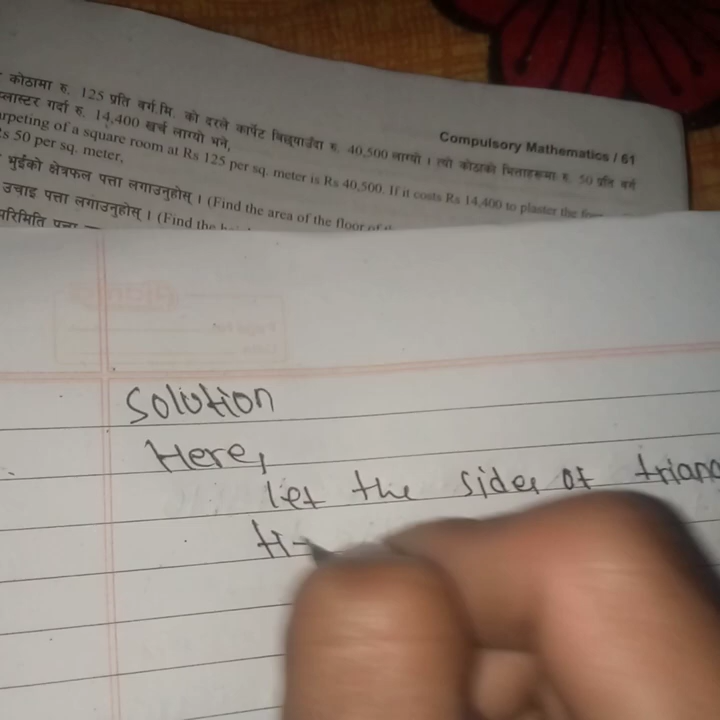 Compulsory Mathematics / 61
कोठामा रु. 125 प्रति वर्ग.मि. को दरले कार्पेट बिछ्याउँदा रु. 40,500 लाग्यो । त्यो कोठाको भित्ताहरूमा रु. 50 प्रति वर्ग
प्लास्टर गर्दा रु. 14,400 खर्च लाग्यो भने,
of a square room at Rs 125 per sq. meter is Rs 40,500. If it costs Rs 14,400 to plaster the
50 per sq. meter,
भुईंको क्षेत्रफल पत्ता लगाउनुहोस् । (Find the area of the floor of
उचाइ पत्ता लगाउनुहोस् । (Find the
परिमिति
Solution
Here,
let the sides of